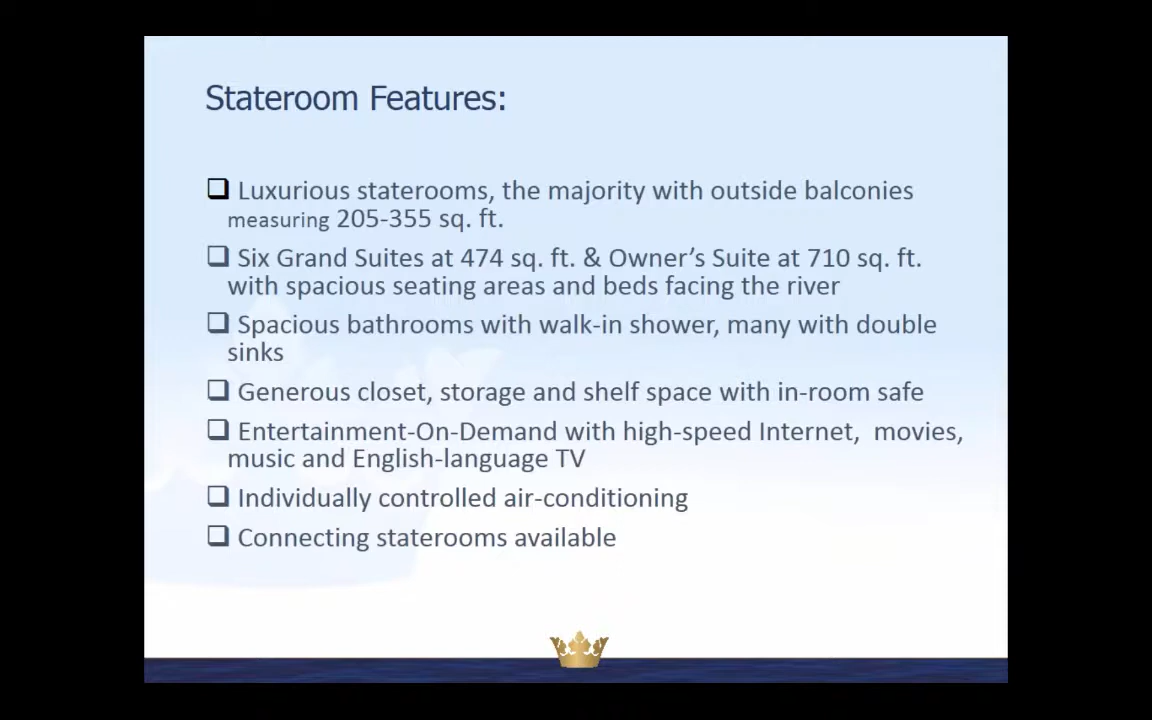 Stateroom Features:
❑ Luxurious staterooms, the majority with outside balconies
measuring 205-355 sq. ft.
❑ Six Grand Suites at 474 sq. ft. & Owner’s Suite at 710 sq. ft.
with spacious seating areas and beds facing the river
❑ Spacious bathrooms with walk-in shower, many with double
sinks
❑ Generous closet, storage and shelf space with in-room safe
❑ Entertainment-On-Demand with high-speed Internet,  movies,
music and English-language TV
❑ Individually controlled air-conditioning
❑ Connecting staterooms available